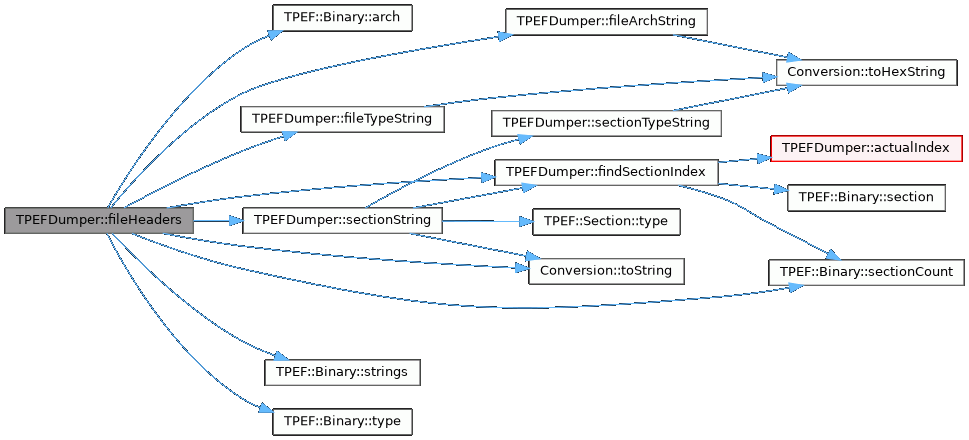 TPEF::Binary::arch
TPEFDumper::fileArchString
Conversion::toHexString
TPEFDumper::fileTypeString
TPEFDumper::sectionTypeString
TPEFDumper::actualIndex
TPEFDumper::findSectionIndex
TPEF::Binary::section
TPEFDumper::fileHeaders
TPEFDumper::sectionString
TPEF::Section::type
Conversion::toString
TPEF::Binary::sectionCount
TPEF::Binary::strings
TPEF::Binary::type